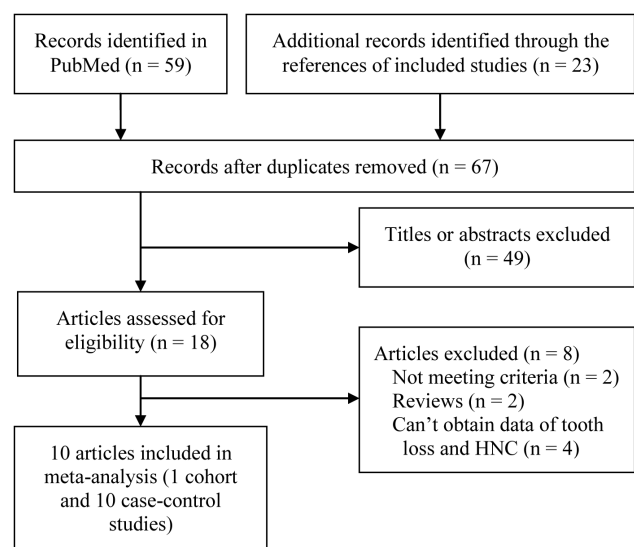 Records identified in
PubMed (n = 59)
Additional records identified through the
references of included studies (n = 23)
Records after duplicates removed (n = 67)
Titles or abstracts excluded
(n = 49)
Articles assessed for
eligibility (n = 18)
Articles excluded (n = 8)
Not meeting criteria (n = 2)
Reviews (n = 2)
Can't obtain data of tooth
loss and HNC (n = 4)
10 articles included in
meta-analysis (1 cohort
and 10 case-control
studies)